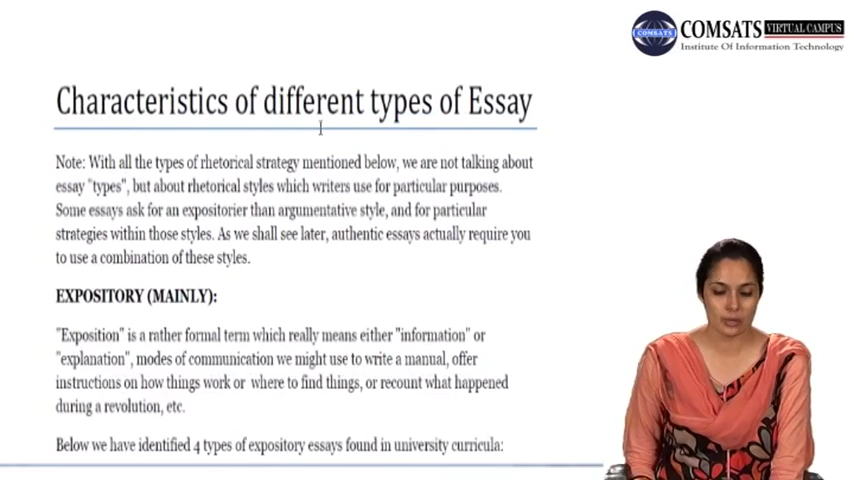 COMSATS VIRTUAL CAMPUS
COMSATS
Institute Of Information Technology
Characteristics of different types of Essay
Note: With all the types of rhetorical strategy mentioned below, we are not talking about
essay "types", but about rhetorical styles which writers use for particular purposes.
Some essays ask for an expositorier than argumentative style, and for particular
strategies within those styles. As we shall see later, authentic essays actually require you
to use a combination of these styles.
EXPOSITORY (MAINLY):
"Exposition" is a rather formal term which really means either "information" or
"explanation", modes of communication we might use to write a manual, offer
instructions on how things work or where to find things, or recount what happened
during a revolution, etc.
Below we have identified 4 types of expository essays found in university curricula: